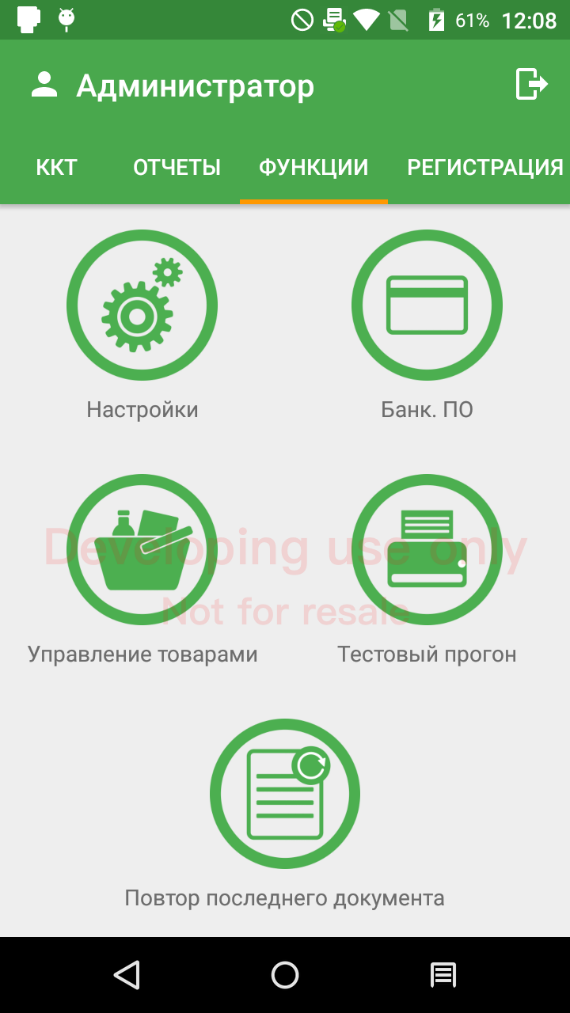 61% 12:08
Администратор
ККТ ОТЧЕТЫ ФУНКЦИИ РЕГИСТРАЦИЯ
Настройки Банк. ПО
Developing use only
Not for resale
Управление товарами Тестовый прогон
Повтор последнего документа